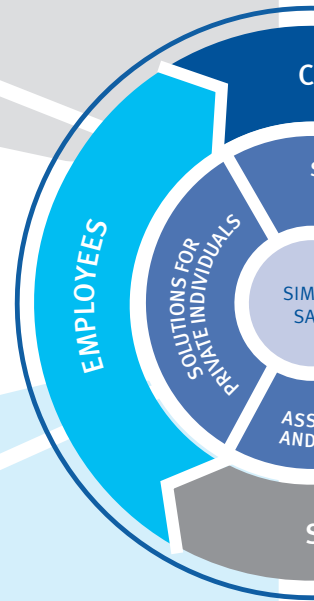 C
S
EMPLOYEES
SOLUTIONS FOR
PRIVATE INDIVIDUALS
SIM
SA
ASS
AND
S